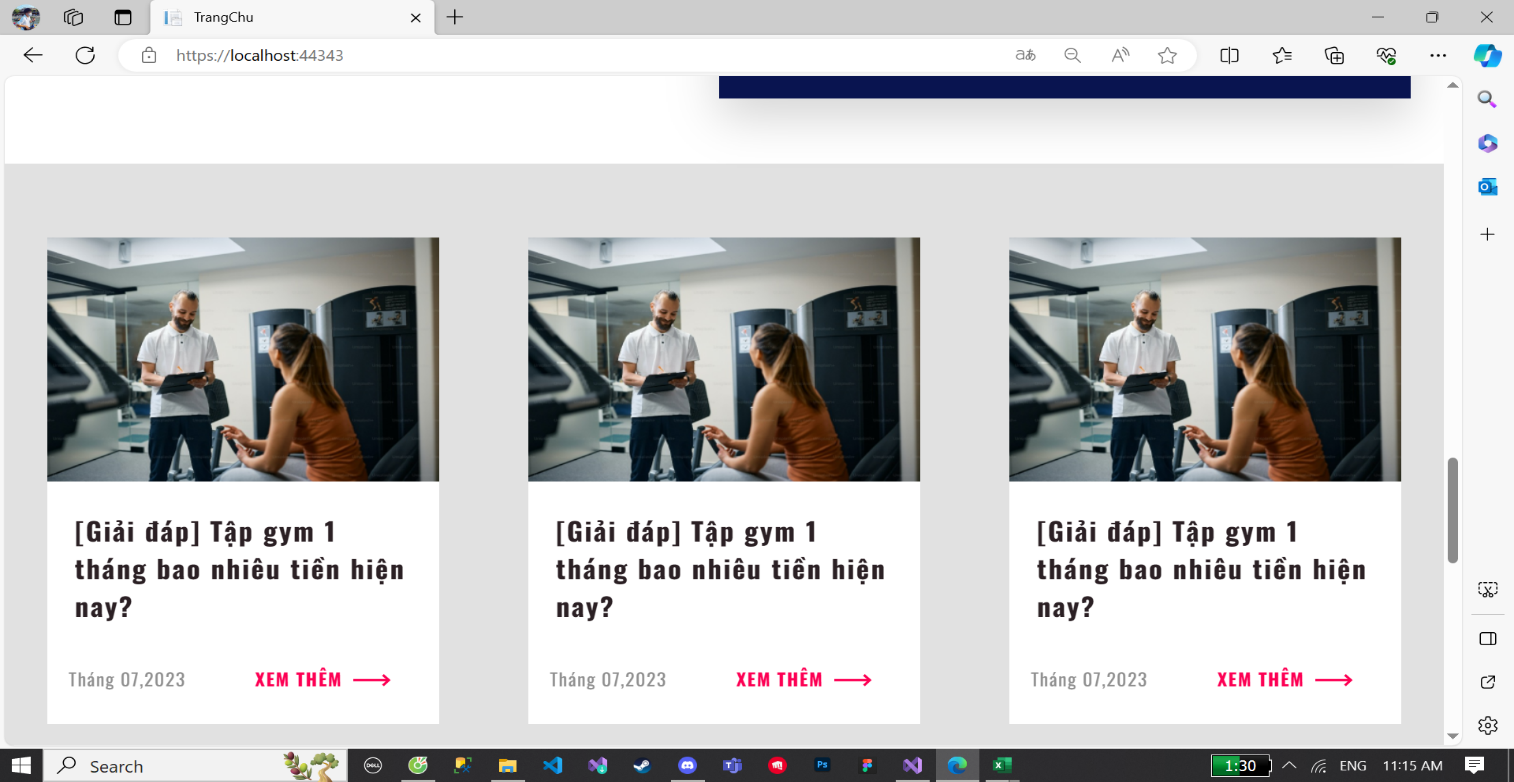 TrangChu
https://localhost:44343
[Giải đáp] Tập gym 1
tháng bao nhiêu tiền hiện
nay?
Tháng 07,2023
XEM THÊM
[Giải đáp] Tập gym 1
tháng bao nhiêu tiền hiện
nay?
Tháng 07,2023
XEM THÊM
[Giải đáp] Tập gym 1
tháng bao nhiêu tiền hiện
nay?
Tháng 07,2023
XEM THÊM
Search
1:30
ENG
11:15 AM